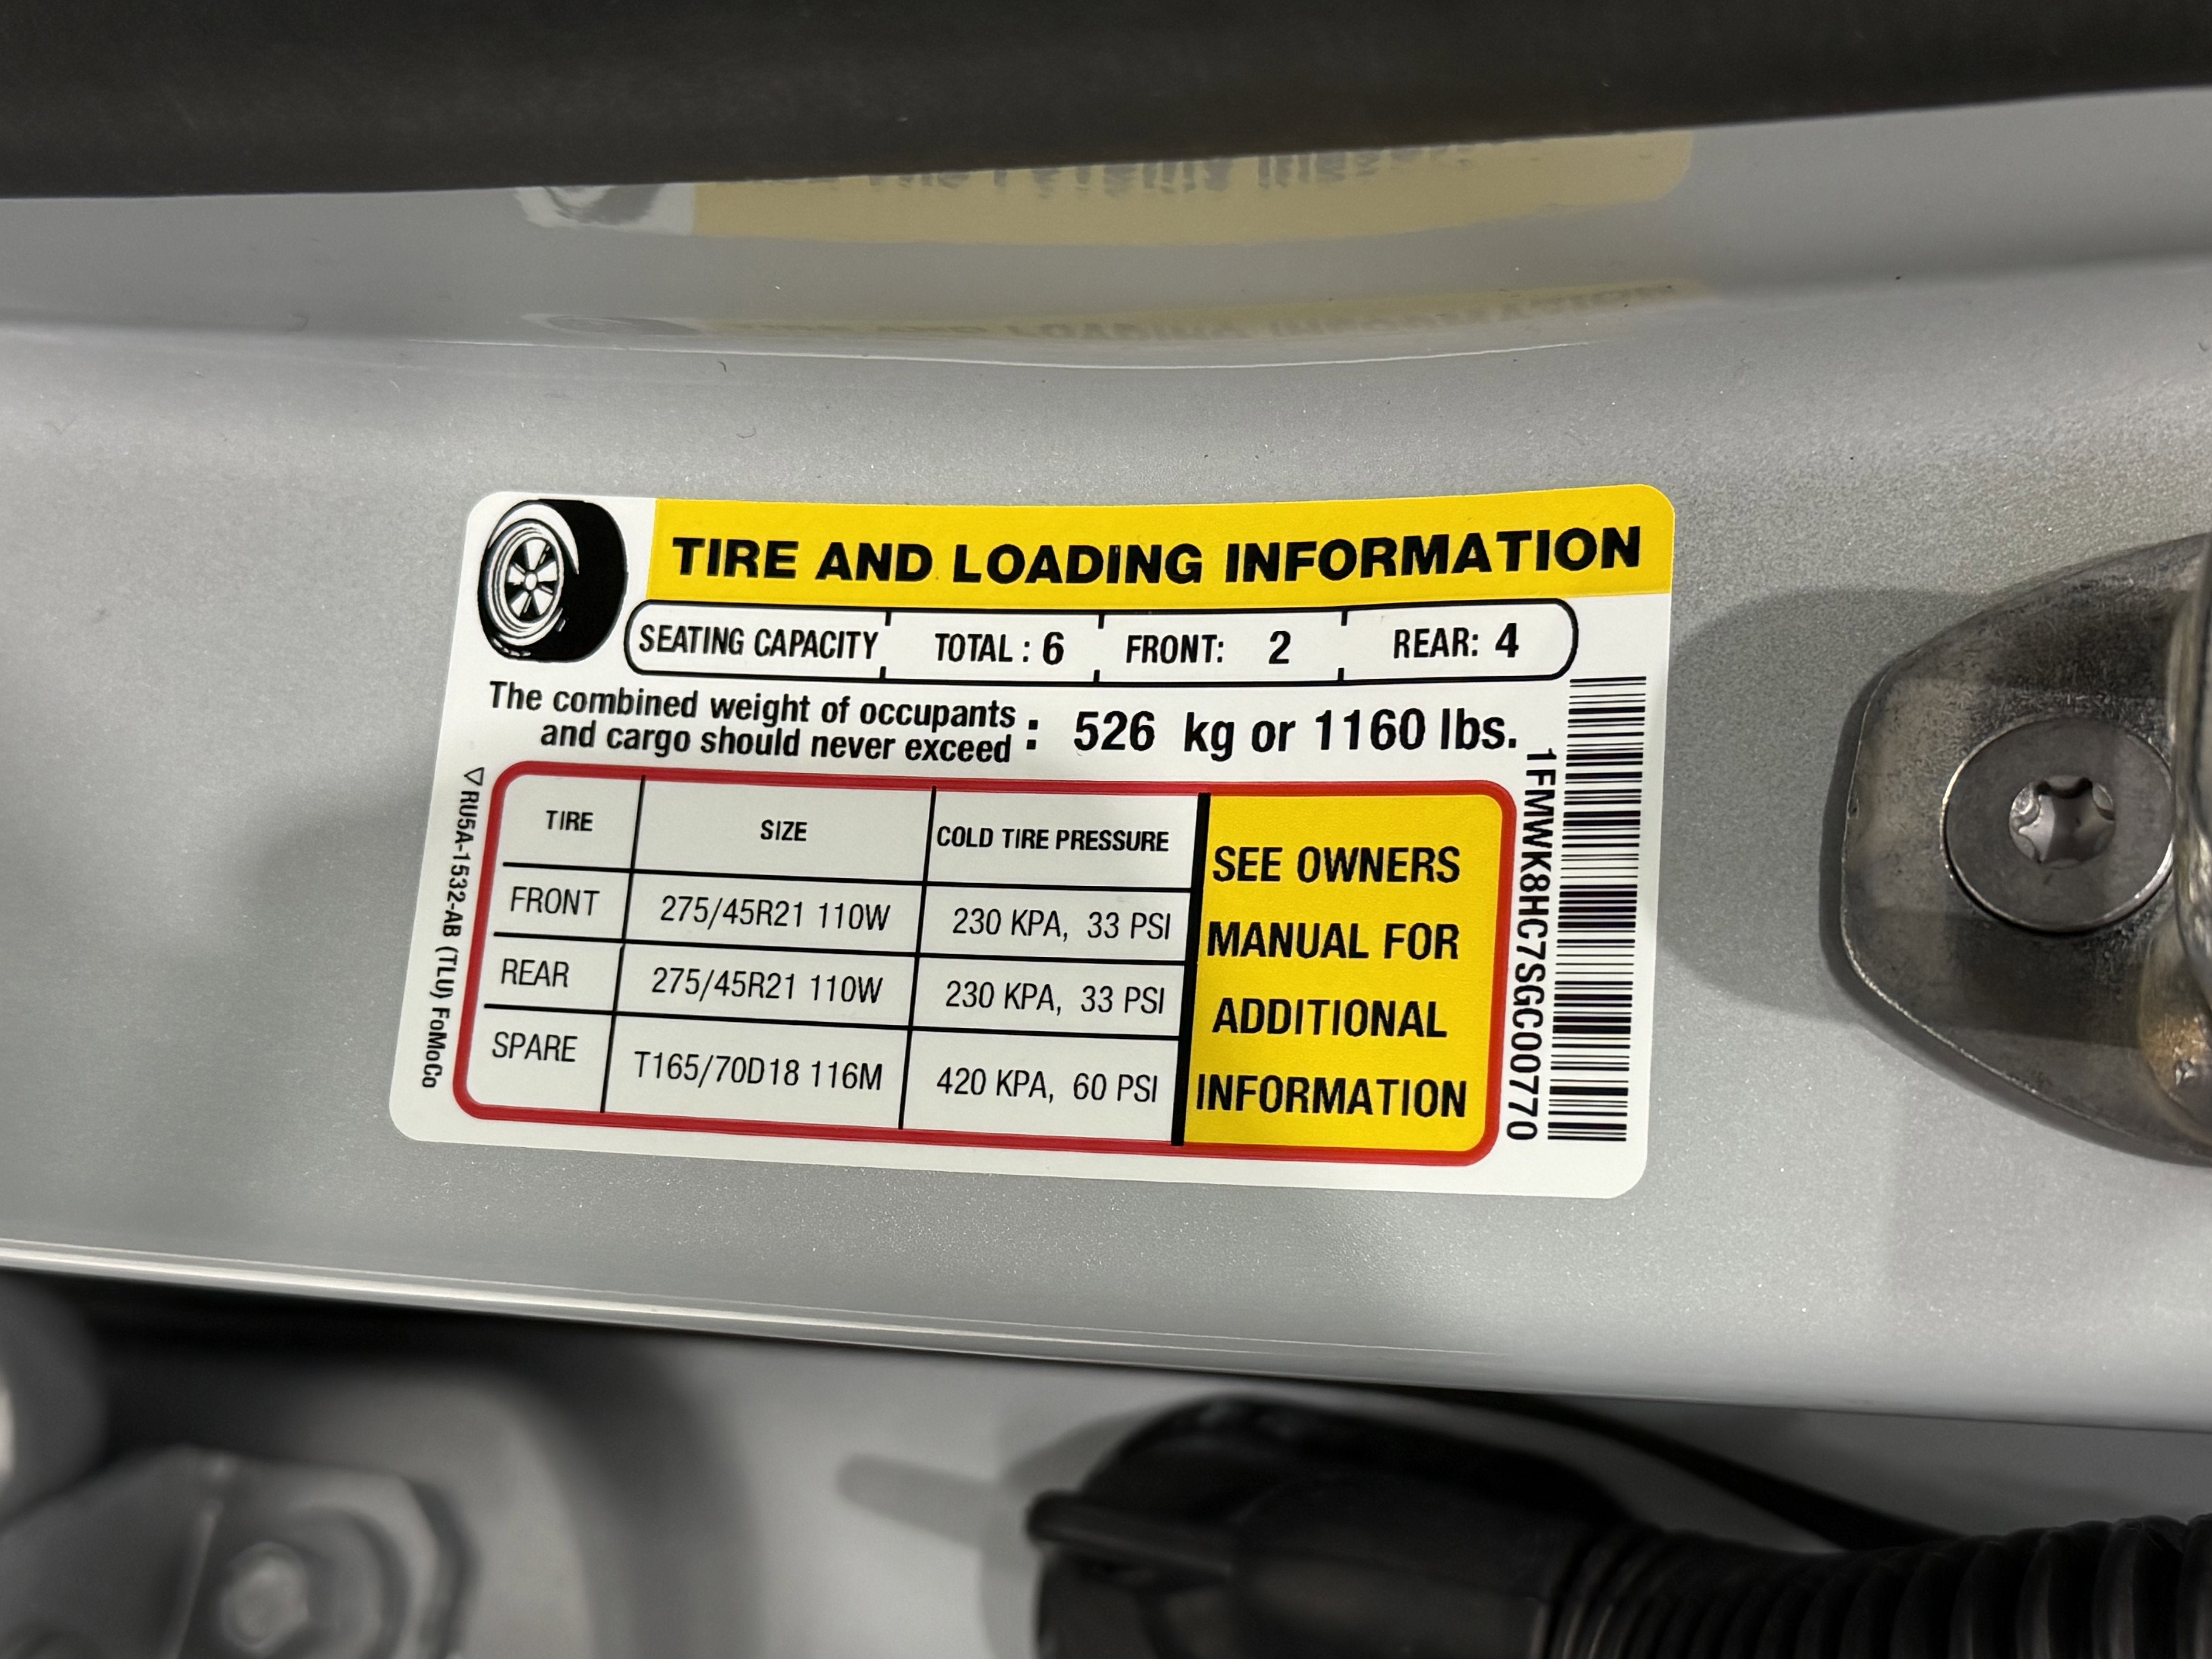 TIRE AND LOADING INFORMATION
SEATING CAPACITY TOTAL : 6 FRONT: 2 REAR: 4
The combined weight of occupants
and cargo should never exceed : 526 kg or 1160 lbs.
TIRE SIZE COLD TIRE PRESSURE
FRONT 275/45R21 110W 230 KPA, 33 PSI
REAR 275/45R21 110W 230 KPA, 33 PSI
SPARE T165/70D18 116M 420 KPA, 60 PSI
SEE OWNERS
MANUAL FOR
ADDITIONAL
INFORMATION
1FMWK8HC7SGC00770
RU5A-1532-AB (TLU) FoMoCo